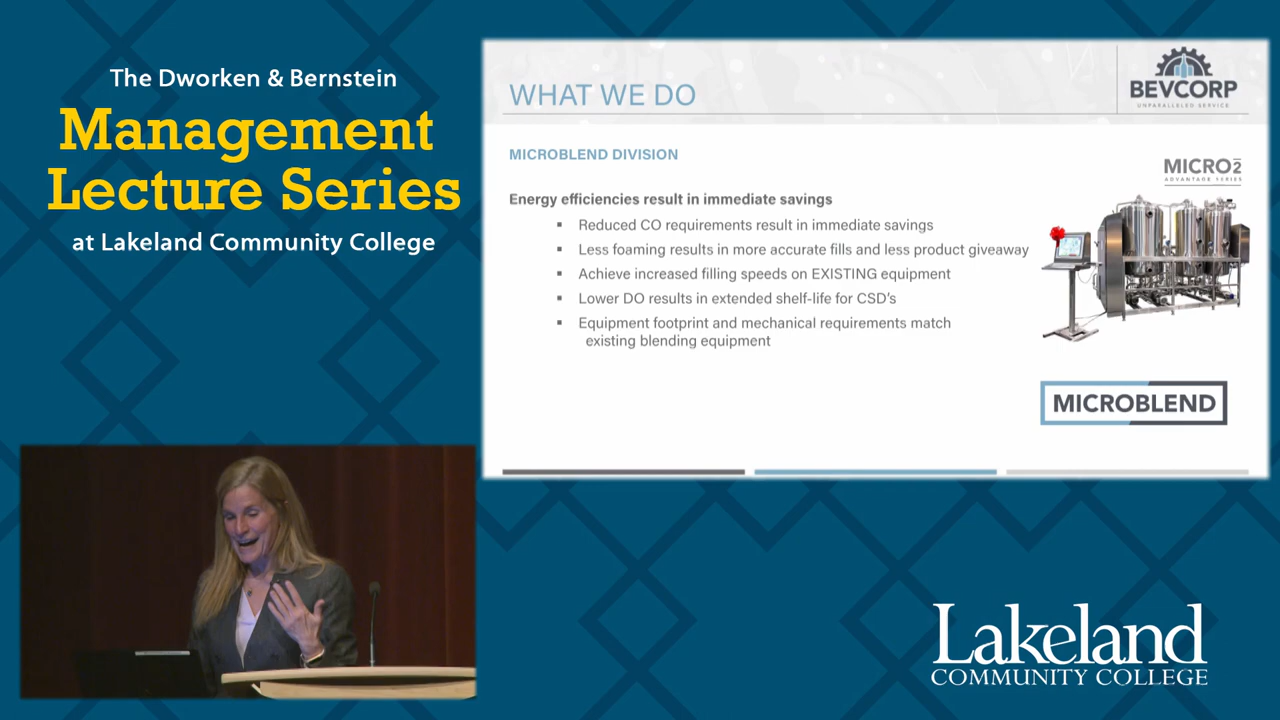 The Dworken & Bernstein
Management
Lecture Series
at Lakeland Community College
WHAT WE DO
BEVCORP
UNPARALLELED SERVICE
MICROBLEND DIVISION
MICRO2
ADVANTAGE SERIES
Energy efficiencies result in immediate savings
▪ Reduced CO requirements result in immediate savings
▪ Less foaming results in more accurate fills and less product giveaway
▪ Achieve increased filling speeds on EXISTING equipment
▪ Lower DO results in extended shelf-life for CSD's
▪ Equipment footprint and mechanical requirements match
existing blending equipment
MICROBLEND
Lakeland
COMMUNITY COLLEGE